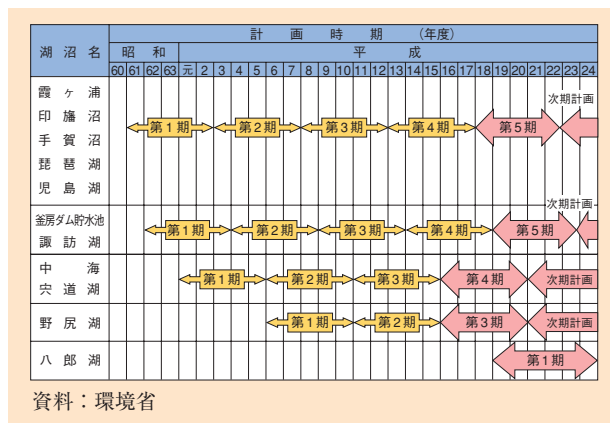 湖沼名 計画時期 (年度)
昭和 平成
60 61 62 63 元 2 3 4 5 6 7 8 9 10 11 12 13 14 15 16 17 18 19 20 21 22 23 24
霞ヶ浦
印旛沼
手賀沼
琵琶湖
児島湖
第1期 第2期 第3期 第4期 第5期 次期計画
釜房ダム貯水池
諏訪湖
第1期 第2期 第3期 第4期 第5期 次期計画
中海
宍道湖
第1期 第2期 第3期 第4期 次期計画
野尻湖 第1期 第2期 第3期 次期計画
八郎湖 第1期
資料：環境省